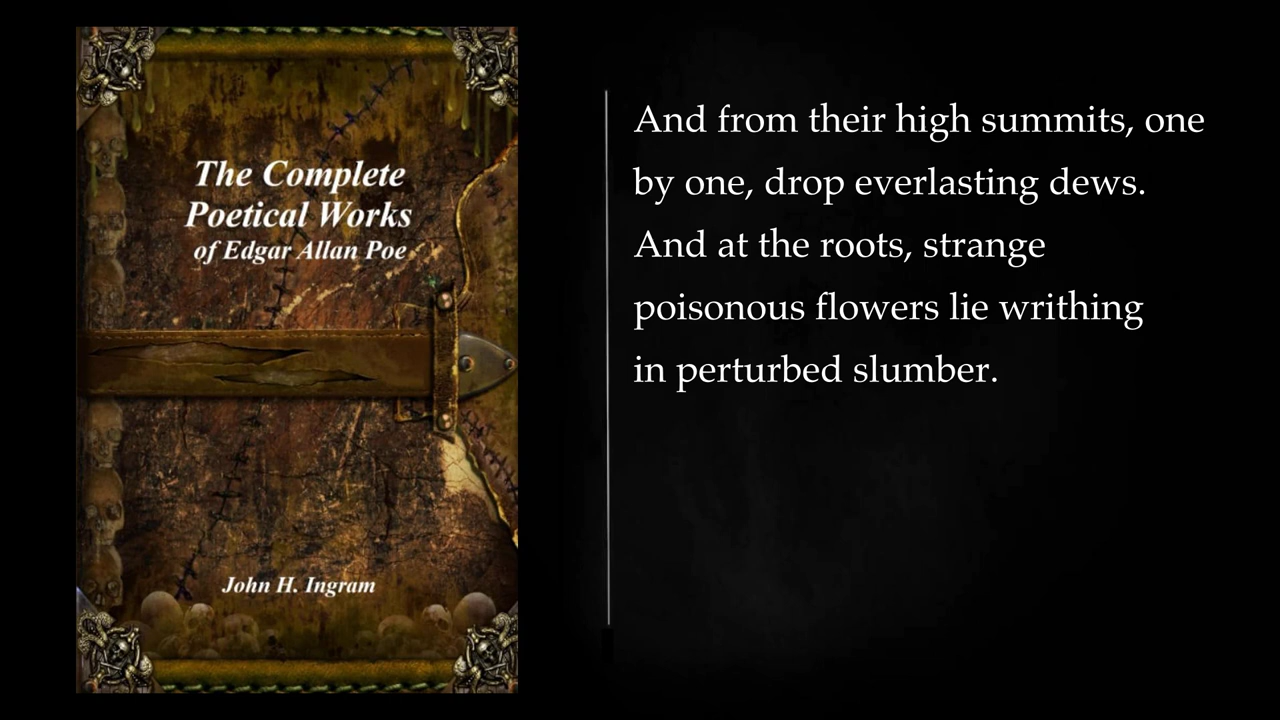 The Complete
Poetical Works
of Edgar Allan Poe
John H. Ingram
And from their high summits, one
by one, drop everlasting dews.
And at the roots, strange
poisonous flowers lie writhing
in perturbed slumber.